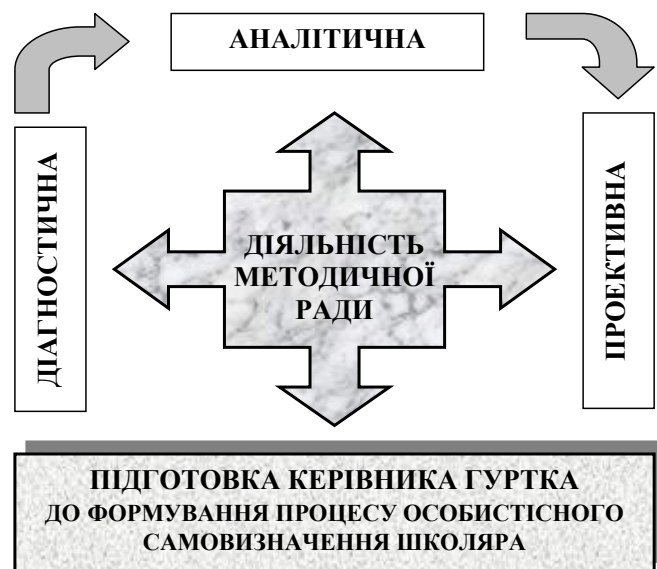 АНАЛІТИЧНА
ДІАГНОСТИЧНА
ДІЯЛЬНІСТЬ
МЕТОДИЧНОЇ
РАДИ
ПРОЕКТИВНА
ПІДГОТОВКА КЕРІВНИКА ГУРТКА
ДО ФОРМУВАННЯ ПРОЦЕСУ ОСОБИСТІСНОГО
САМОВИЗНАЧЕННЯ ШКОЛЯРА